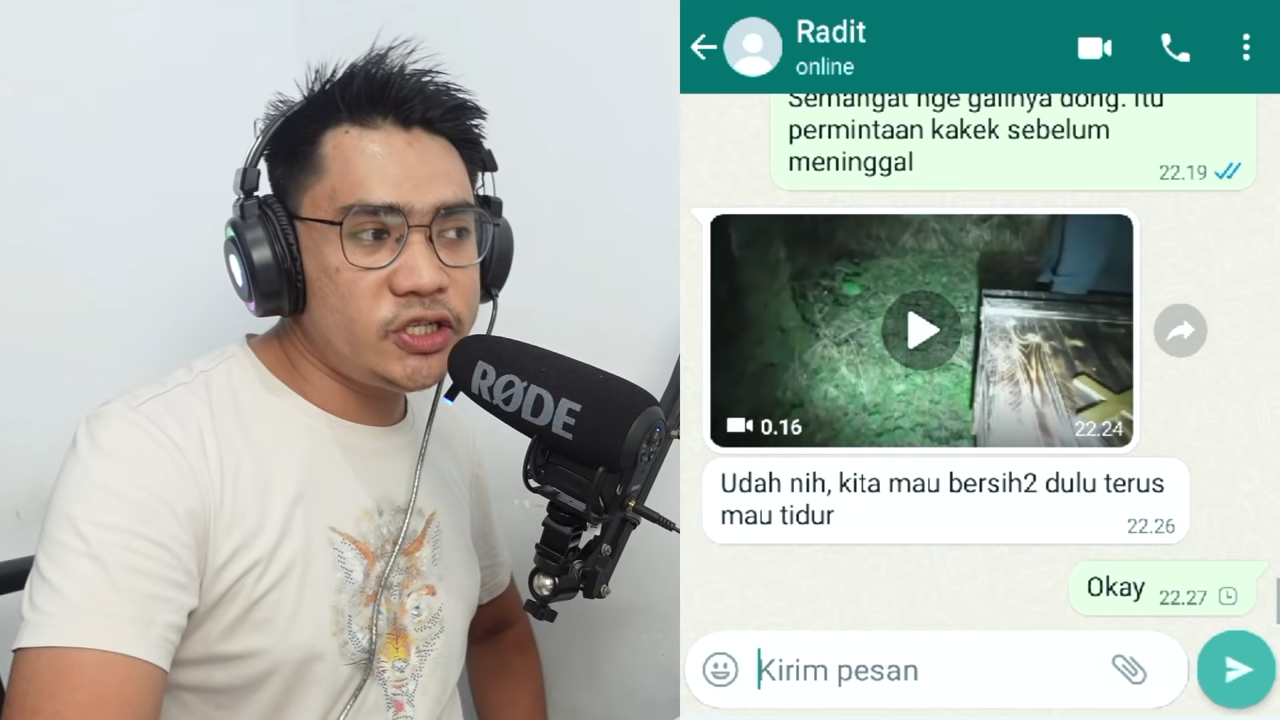 RØDE
Radit
online
Semangat nge galinya dong. Itu
permintaan kakek sebelum
meninggal
22.19
0.16
22.24
Udah nih, kita mau bersih2 dulu terus
mau tidur
22.26
Okay
22.27
Kirim pesan